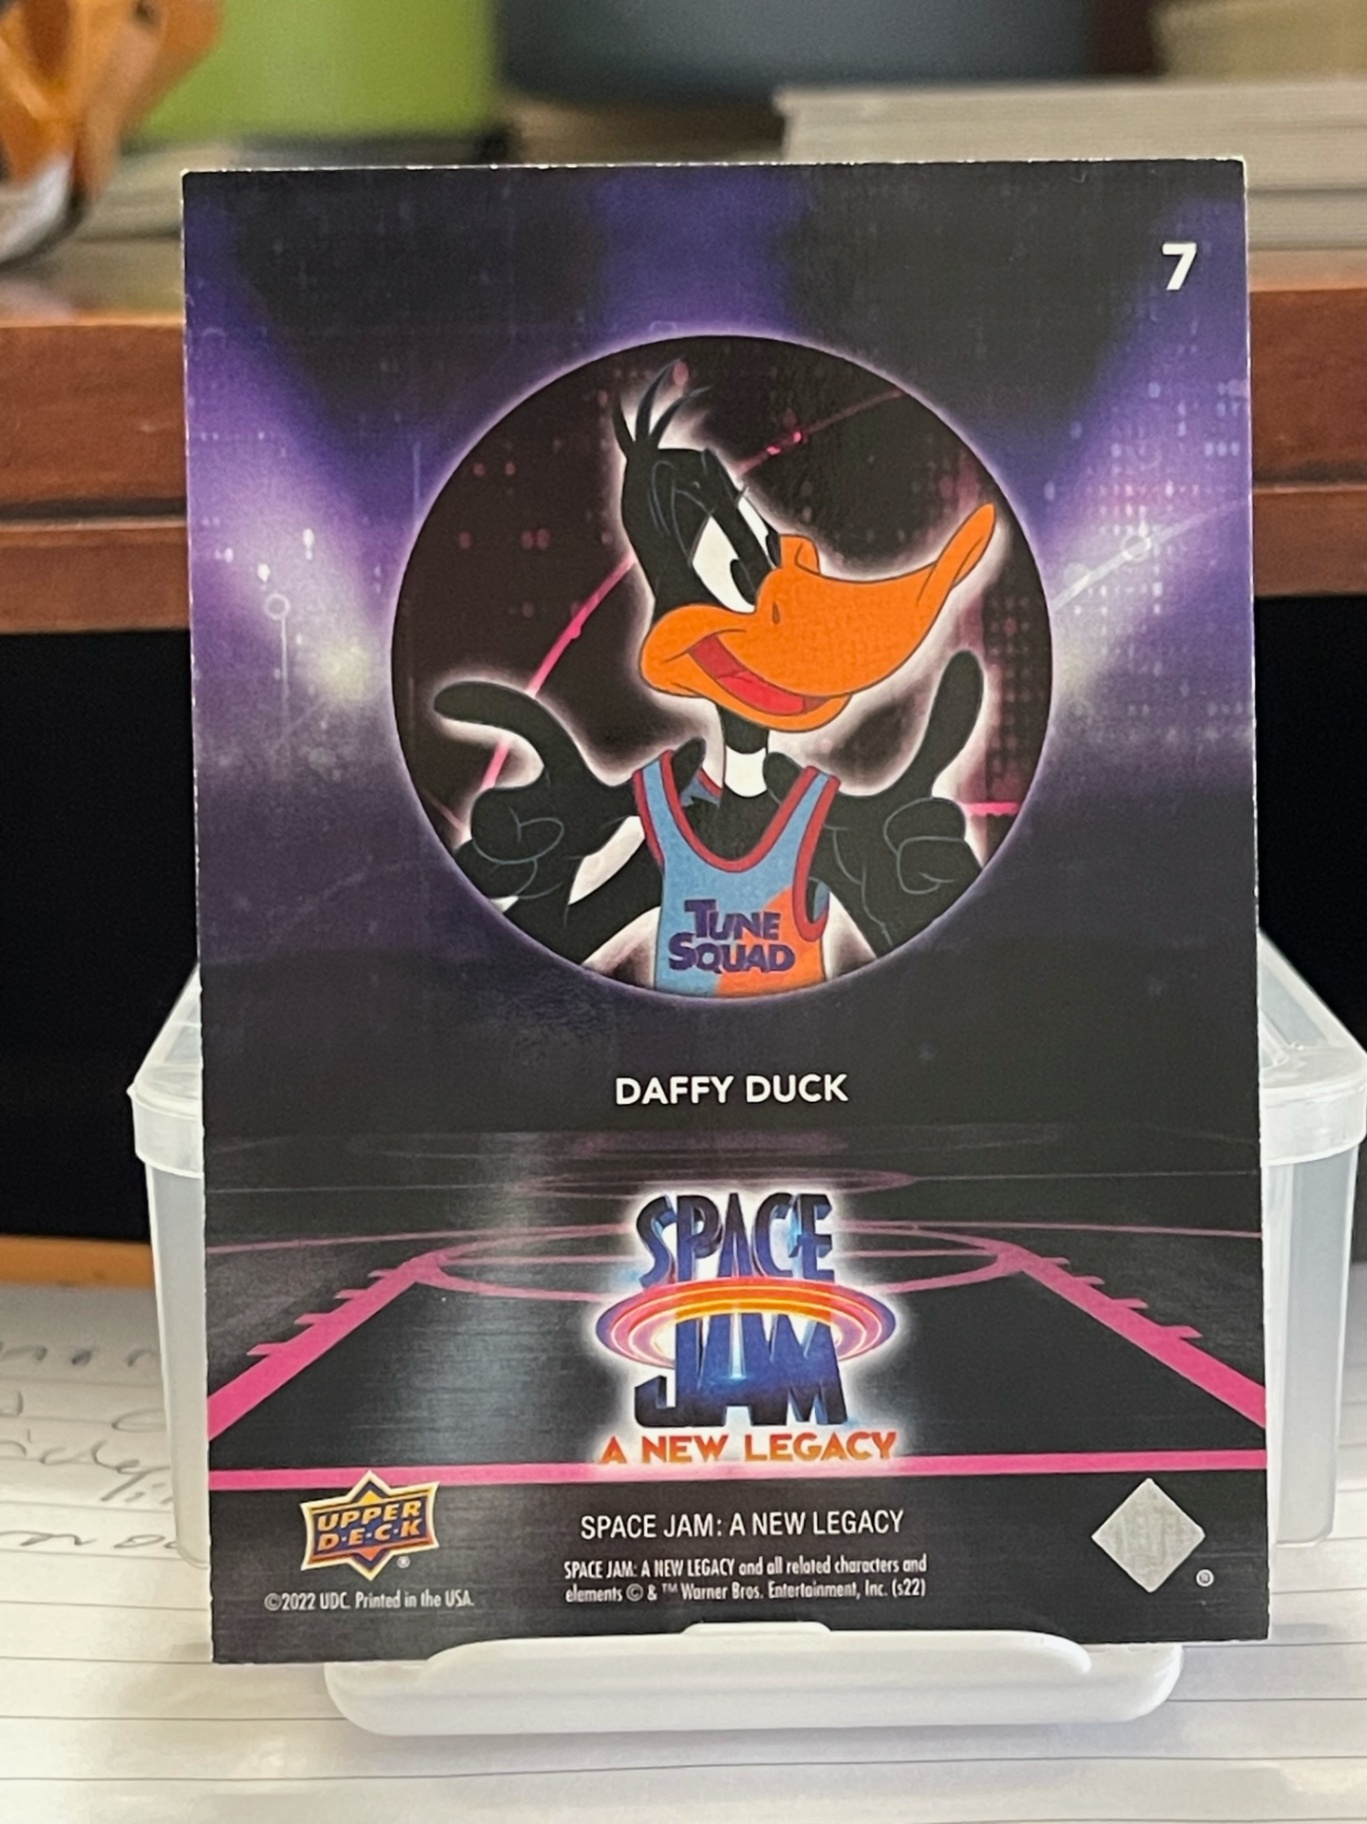 7
TUNE
SQUAD
DAFFY DUCK
SPACE
JAM
A NEW LEGACY
UPPER
D·E·C·K
®
SPACE JAM: A NEW LEGACY
SPACE JAM: A NEW LEGACY and all related characters and
elements © & ™ Warner Bros. Entertainment, Inc. (s22)
©2022 UDC. Printed in the USA.
®